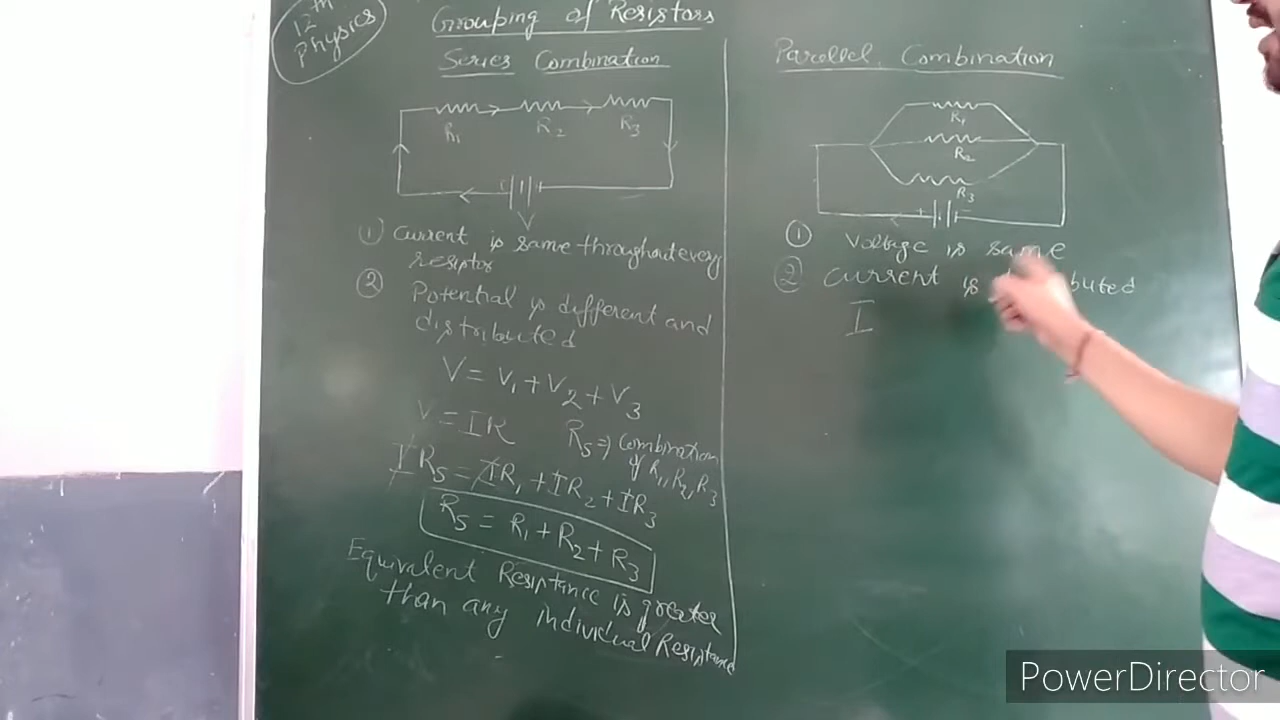 12th
Physics
Grouping of Resistors
Series Combination
R1 R2 R3
V
① Current is same throughout every
resistor
② Potential is different and
distributed
V = V1 + V2 + V3
V = IR
RS ⇒ Combination
of R1, R2, R3
IRS = IR1 + IR2 + IR3
RS = R1 + R2 + R3
Equivalent Resistance is greater
than any individual Resistance
Parellel Combination
R1
R2
R3
+ −
① Voltage is same
② Current is
I
PowerDirector